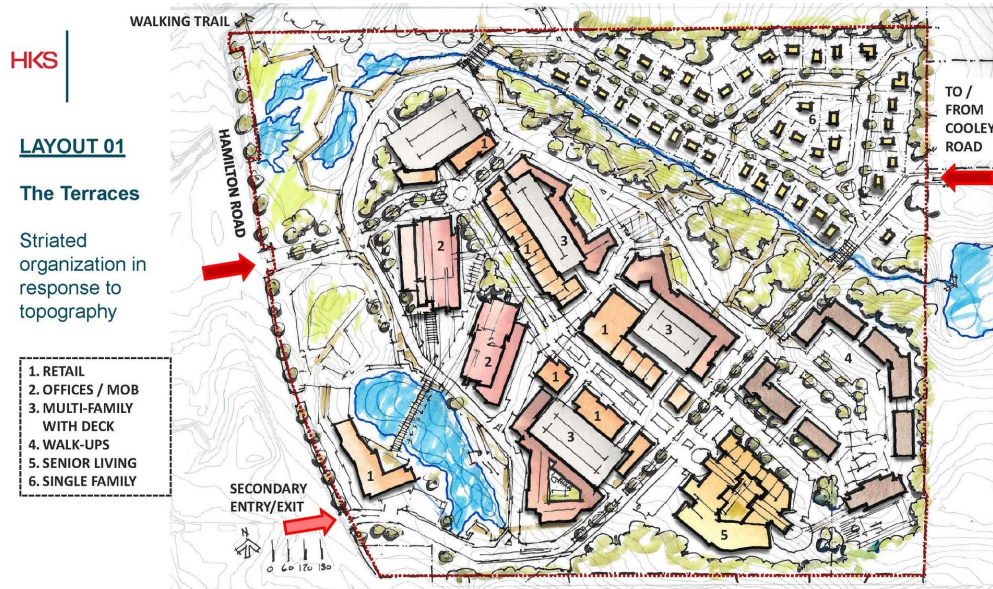 HKS
LAYOUT 01
The Terraces
Striated
organization in
response to
topography
1. RETAIL
2. OFFICES / MOB
3. MULTI-FAMILY
WITH DECK
4. WALK-UPS
5. SENIOR LIVING
6. SINGLE FAMILY
WALKING TRAIL
HAMILTON ROAD
SECONDARY
ENTRY/EXIT
N
0 60 120 180
TO /
FROM
COOLEY
ROAD
1
2
1
3
2
1
3
1
1
3
1
4
5
6